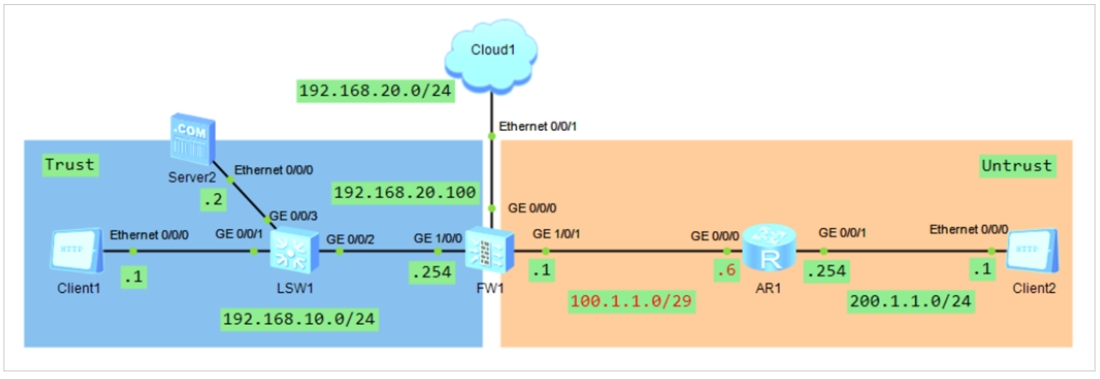 Cloud1
192.168.20.0/24
Ethernet 0/0/1
.COM
Trust
Untrust
Server2
Ethernet 0/0/0
.2
192.168.20.100
GE 0/0/3
GE 0/0/0
Ethernet 0/0/0
GE 0/0/1
GE 0/0/2
GE 1/0/0
GE 1/0/1
GE 0/0/0
GE 0/0/1
Ethernet 0/0/0
HTTP
R
HTTP
.1
.254
.1
.6
.254
.1
Client1
LSW1
FW1
AR1
Client2
192.168.10.0/24
100.1.1.0/29
200.1.1.0/24